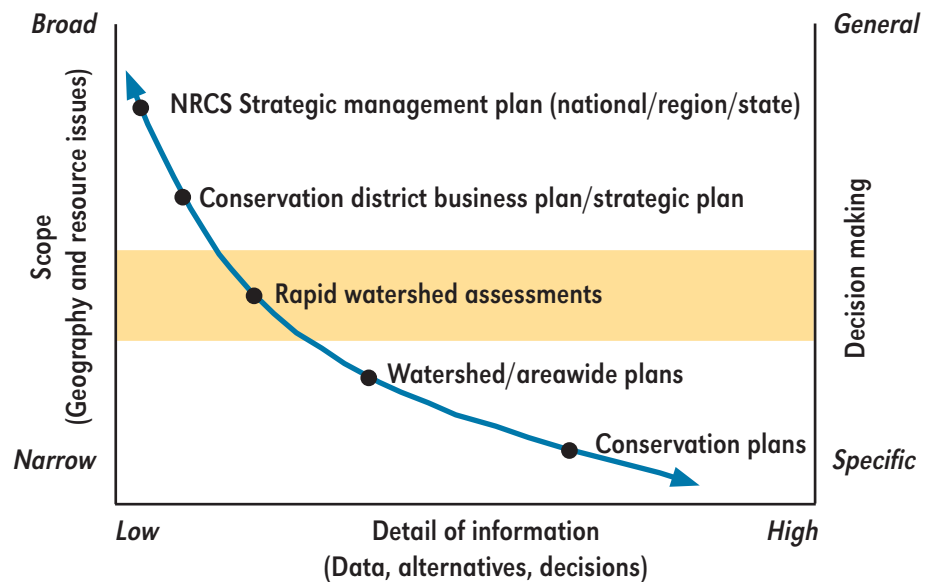 Broad
General
NRCS Strategic management plan (national/region/state)
Conservation district business plan/strategic plan
Scope
(Geography and resource issues)
Decision making
Rapid watershed assessments
Watershed/areawide plans
Conservation plans
Narrow
Specific
Low
Detail of information
High
(Data, alternatives, decisions)